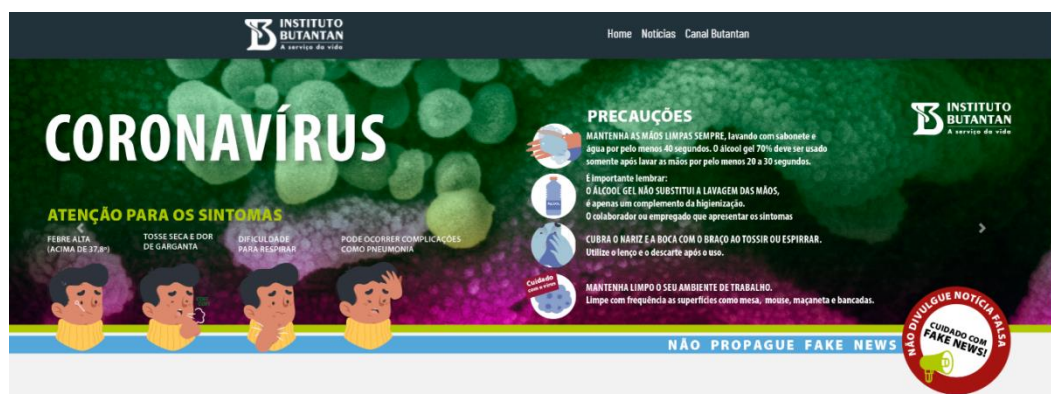 INSTITUTO
BUTANTAN
A serviço da vida
Home Notícias Canal Butantan
CORONAVÍRUS
ATENÇÃO PARA OS SINTOMAS
FEBRE ALTA
(ACIMA DE 37,8º)
TOSSE SECA E DOR
DE GARGANTA
DIFICULDADE
PARA RESPIRAR
PODE OCORRER COMPLICAÇÕES
COMO PNEUMONIA
PRECAUÇÕES
MANTENHA AS MÃOS LIMPAS SEMPRE, lavando com sabonete e
água por pelo menos 40 segundos. O álcool gel 70% deve ser usado
somente após lavar as mãos por pelo menos 20 a 30 segundos.
É importante lembrar:
O ÁLCOOL GEL NÃO SUBSTITUI A LAVAGEM DAS MÃOS,
é apenas um complemento da higienização.
O colaborador ou empregado que apresentar os sintomas
CUBRA O NARIZ E A BOCA COM O BRAÇO AO TOSSIR OU ESPIRRAR.
Utilize o lenço e o descarte após o uso.
Cuidado
com o vírus
MANTENHA LIMPO O SEU AMBIENTE DE TRABALHO.
Limpe com frequência as superfícies como mesa, mouse, maçaneta e bancadas.
INSTITUTO
BUTANTAN
A serviço da vida
NÃO PROPAGUE FAKE NEWS
NÃO DIVULGUE NOTÍCIA FALSA
CUIDADO COM
FAKE NEWS!